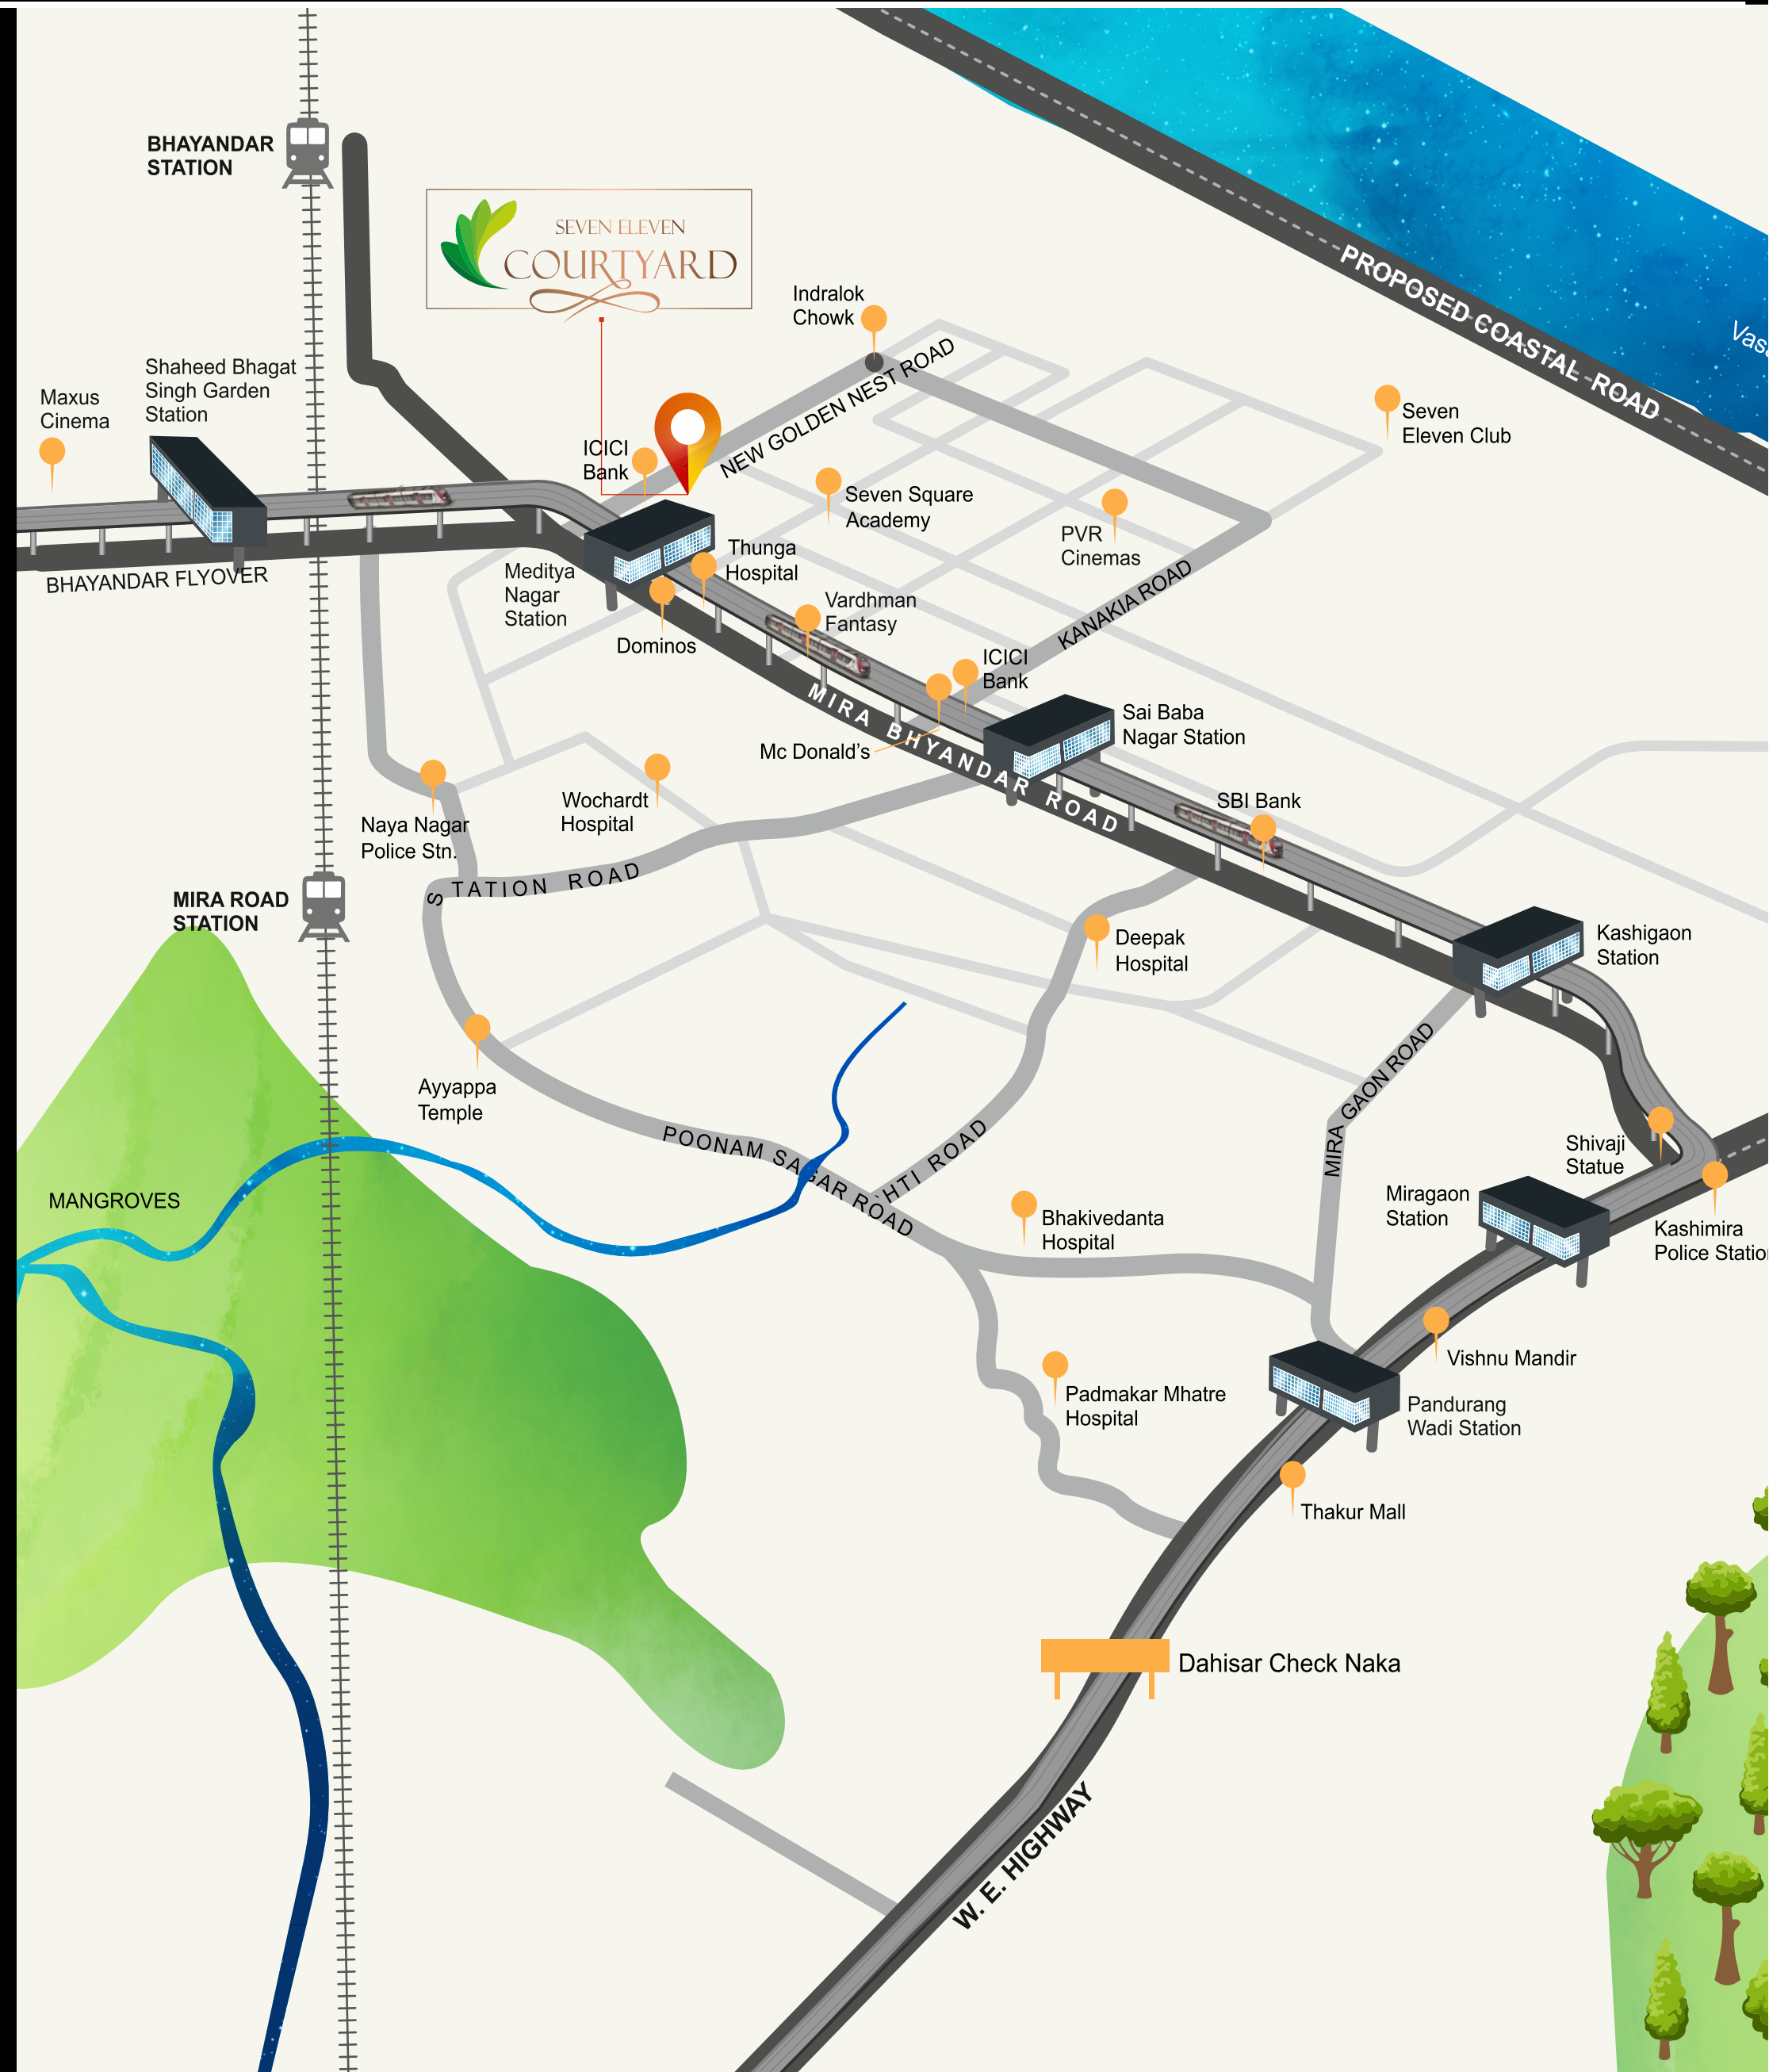 BHAYANDAR
STATION
SEVEN ELEVEN
COURTYARD
PROPOSED COASTAL ROAD
Indralok
Chowk
NEW GOLDEN NEST ROAD
Shaheed Bhagat
Singh Garden
Station
Maxus
Cinema
Seven
Eleven Club
ICICI
Bank
Seven Square
Academy
PVR
Cinemas
BHAYANDAR FLYOVER
Meditya
Nagar
Station
Thunga
Hospital
Vardhman
Fantasy
KANAKIA ROAD
Dominos
ICICI
Bank
MIRA BHYANDAR ROAD
Mc Donald's
Sai Baba
Nagar Station
SBI Bank
Wochardt
Hospital
Naya Nagar
Police Stn.
STATION ROAD
MIRA ROAD
STATION
Deepak
Hospital
Kashigaon
Station
Ayyappa
Temple
MIRA GAON ROAD
POONAM SAGAR ROAD
HTI ROAD
Shivaji
Statue
MANGROVES
Miragaon
Station
Bhakivedanta
Hospital
Kashimira
Police Statio
Vishnu Mandir
Padmakar Mhatre
Hospital
Pandurang
Wadi Station
Thakur Mall
Dahisar Check Naka
W. E. HIGHWAY